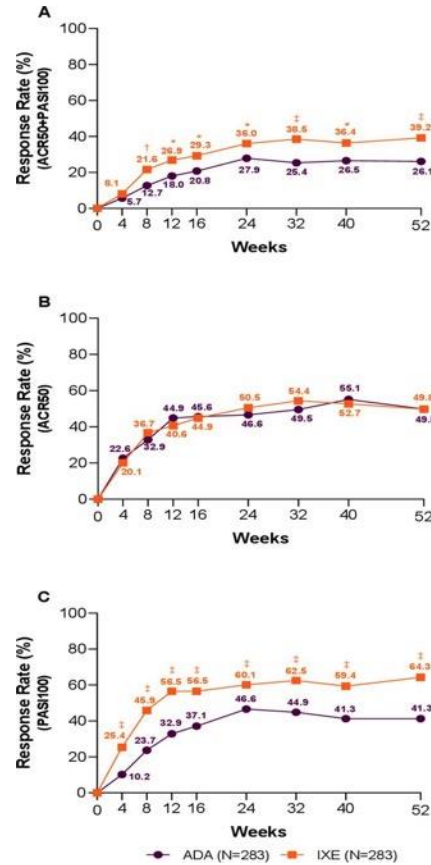 A
Response Rate (%)
(ACR50+PASI100)
100
80
60
40
20
0
† * * * ‡ * ‡
8.1 21.6 26.9 29.3 36.0 38.5 36.4 39.2
5.7 12.7 18.0 20.8 27.9 25.4 26.5 26.1
0 4 8 12 16 24 32 40 52
Weeks
B
Response Rate (%)
(ACR50)
100
80
60
40
20
0
22.6 36.7 44.9 45.6 50.5 54.4 55.1 49.8
20.1 32.9 40.6 44.9 46.6 49.5 52.7
0 4 8 12 16 24 32 40 52
Weeks
C
Response Rate (%)
(PASI100)
100
80
60
40
20
0
‡ ‡ ‡ ‡ ‡ ‡ ‡ ‡
25.4 45.9 56.5 56.5 60.1 62.5 59.4 64.3
10.2 23.7 32.9 37.1 46.6 44.9 41.3 41.3
0 4 8 12 16 24 32 40 52
Weeks
ADA (N=283) IXE (N=283)